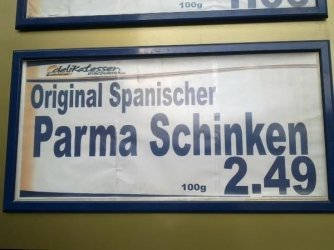 100g
delikatessen
Original Spanischer
Parma Schinken
100g 2.49